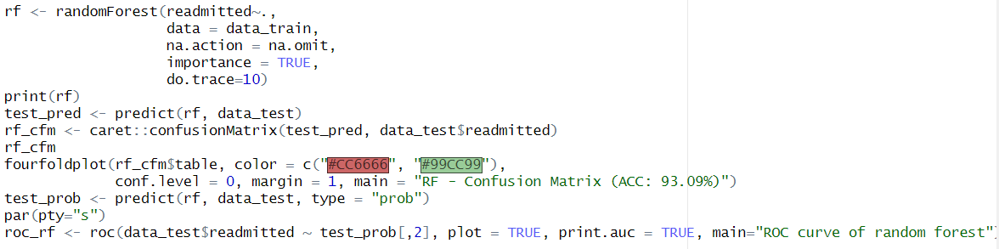 rf <- randomForest(readmitted~.,
data = data_train,
na.action = na.omit,
importance = TRUE,
do.trace=10)
print(rf)
test_pred <- predict(rf, data_test)
rf_cfm <- caret::confusionMatrix(test_pred, data_test$readmitted)
rf_cfm
fourfoldplot(rf_cfm$table, color = c("#CC6666", "#99CC99"),
conf.level = 0, margin = 1, main = "RF - Confusion Matrix (ACC: 93.09%)")
test_prob <- predict(rf, data_test, type = "prob")
par(pty="s")
roc_rf <- roc(data_test$readmitted ~ test_prob[,2], plot = TRUE, print.auc = TRUE, main="ROC curve of random forest")